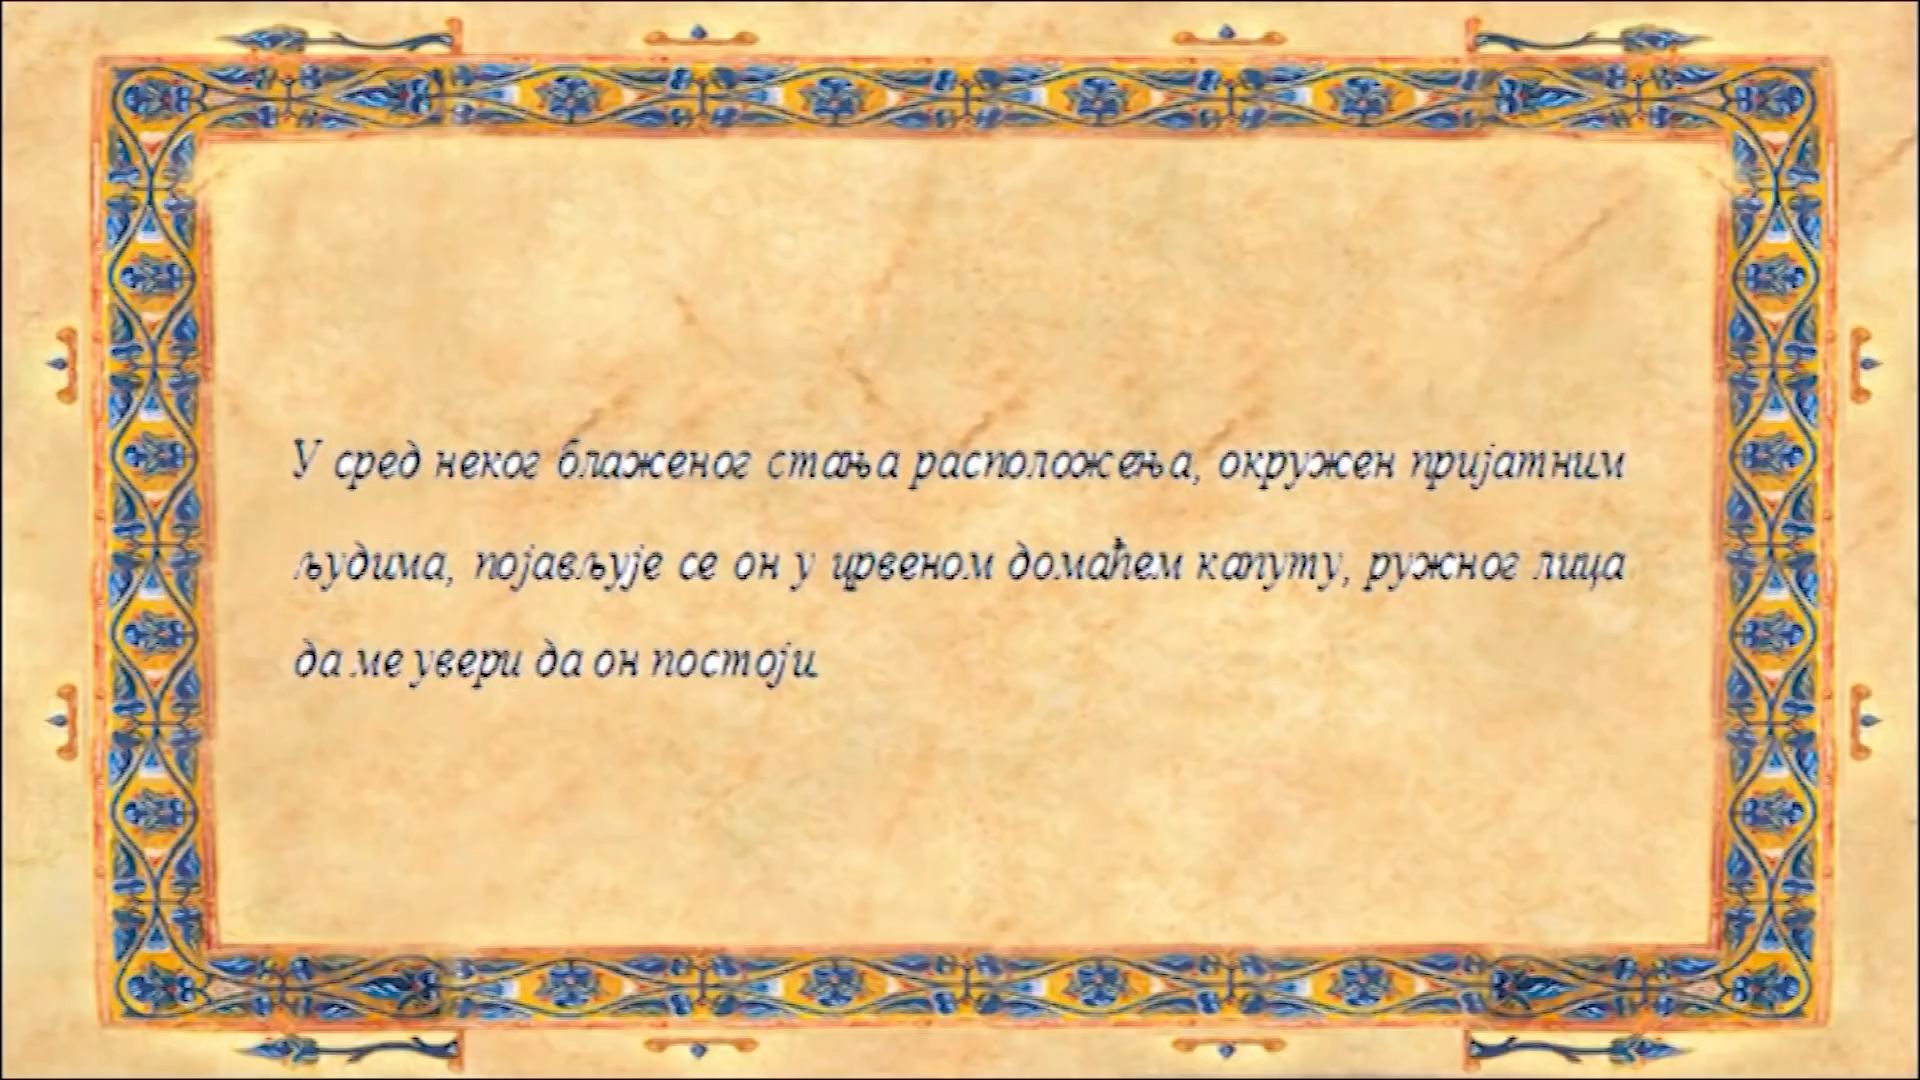 У сред неког блаженог стања расположења, окружен пријатним
људима, појављује се он у црвеном домаћем капуту, ружног лица
да ме увери да он постоји.